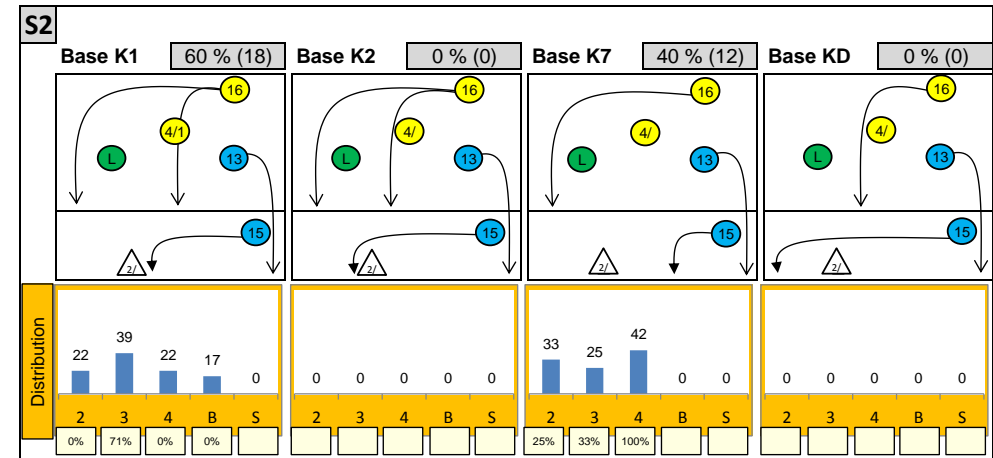 S2
Base K1 60 % (18) Base K2 0 % (0) Base K7 40 % (12) Base KD 0 % (0)
16 16 16 16
4/1 4/ 4/ 4/
L 13 L 13 L 13 L 13
15 15 15 15
2/ 2/ 2/ 2/
Distribution
22 39 22 17 0 0 0 0 0 0 33 25 42 0 0 0 0 0 0 0
2 3 4 B S 2 3 4 B S 2 3 4 B S 2 3 4 B S
0% 71% 0% 0% 25% 33% 100%